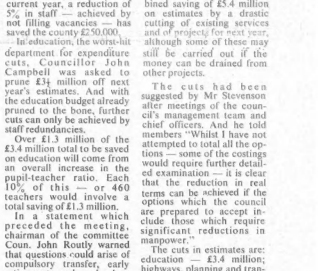 current year, a reduction of
5% in staff — achieved by
not filling vacancies — has
saved the county £250,000.
In education, the worst-hit
department for expenditure
cuts, Councillor John
Campbell was asked to
prune £3½ million off next
year's estimates. And with
the education budget already
pruned to the bone, further
cuts can only be achieved by
staff redundancies.
Over £1.3 million of the
£3.4 million total to be saved
on education will come from
an overall increase in the
pupil-teacher ratio. Each
10% of this — or 460
teachers would involve a
total saving of £1.3 million.
In a statement which
preceded the meeting,
chairman of the committee
Coun. John Routly warned
that questions could arise of
compulsory transfer, early
bined saving of £5.4 million
on estimates by a drastic
cutting of existing services
and of projects for next year,
although some of these may
still be carried out if the
money can be drained from
other projects.
The cuts had been
suggested by Mr Stevenson
after meetings of the coun-
cil's management team and
chief officers. And he told
members "Whilst I have not
attempted to total all the op-
tions — some of the costings
would require further detail-
ed examination — it is clear
that the reduction in real
terms can be achieved if the
options which the council
are prepared to accept in-
clude those which require
significant reductions in
manpower."
The cuts in estimates are:
education — £3.4 million;
highways, planning and tran-